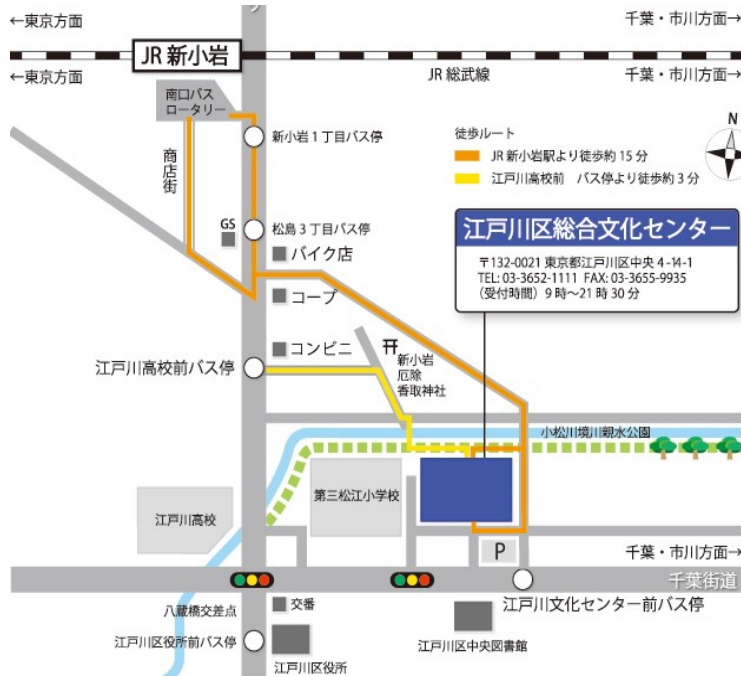 ←東京方面
千葉・市川方面→
JR 新小岩
←東京方面
JR 総武線
千葉・市川方面→
南口バス
ロータリー
新小岩1丁目バス停
商店街
徒歩ルート
JR 新小岩駅より徒歩約 15 分
江戸川高校前 バス停より徒歩約 3 分
N
GS
松島3丁目バス停
バイク店
江戸川区総合文化センター
〒132-0021 東京都江戸川区中央 4-14-1
TEL: 03-3652-1111 FAX: 03-3655-9935
(受付時間) 9 時～21 時 30 分
コープ
コンビニ
江戸川高校前バス停
新小岩
厄除
香取神社
小松川境川親水公園
第三松江小学校
江戸川高校
P
千葉・市川方面→
千葉街道
八蔵橋交差点
交番
江戸川文化センター前バス停
江戸川区役所前バス停
江戸川区役所
江戸川区中央図書館